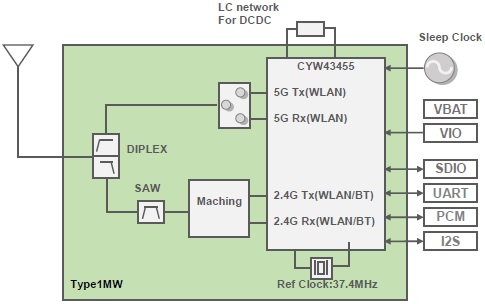 LC network
For DCDC
Sleep Clock
CYW43455
5G Tx(WLAN)
5G Rx(WLAN)
VBAT
VIO
DIPLEX
SDIO
SAW
Maching
2.4G Tx(WLAN/BT)
UART
2.4G Rx(WLAN/BT)
PCM
I2S
Type1MW
Ref Clock:37.4MHz